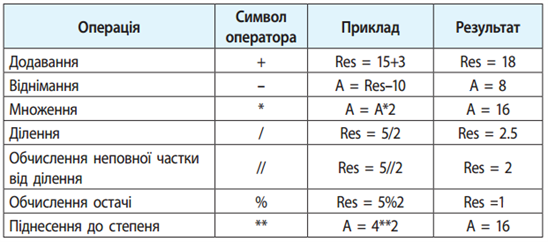 Операція Символ оператора Приклад Результат
Додавання + Res = 15+3 Res = 18
Віднімання – A = Res–10 A = 8
Множення * A = A*2 A = 16
Ділення / Res = 5/2 Res = 2.5
Обчислення неповної частки
від ділення // Res = 5//2 Res = 2
Обчислення остачі % Res = 5%2 Res =1
Піднесення до степеня ** A = 4**2 A = 16